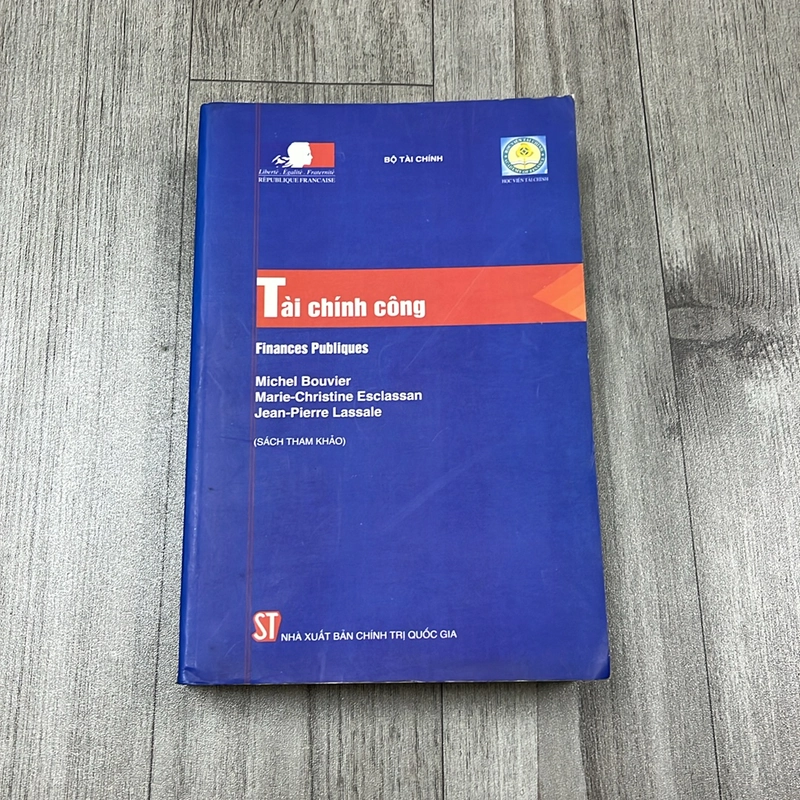 Liberté . Égalité . Fraternité
RÉPUBLIQUE FRANÇAISE
BỘ TÀI CHÍNH
HỌC VIỆN TÀI CHÍNH
Tài chính công
Finances Publiques
Michel Bouvier
Marie-Christine Esclassan
Jean-Pierre Lassale
(SÁCH THAM KHẢO)
ST NHÀ XUẤT BẢN CHÍNH TRỊ QUỐC GIA